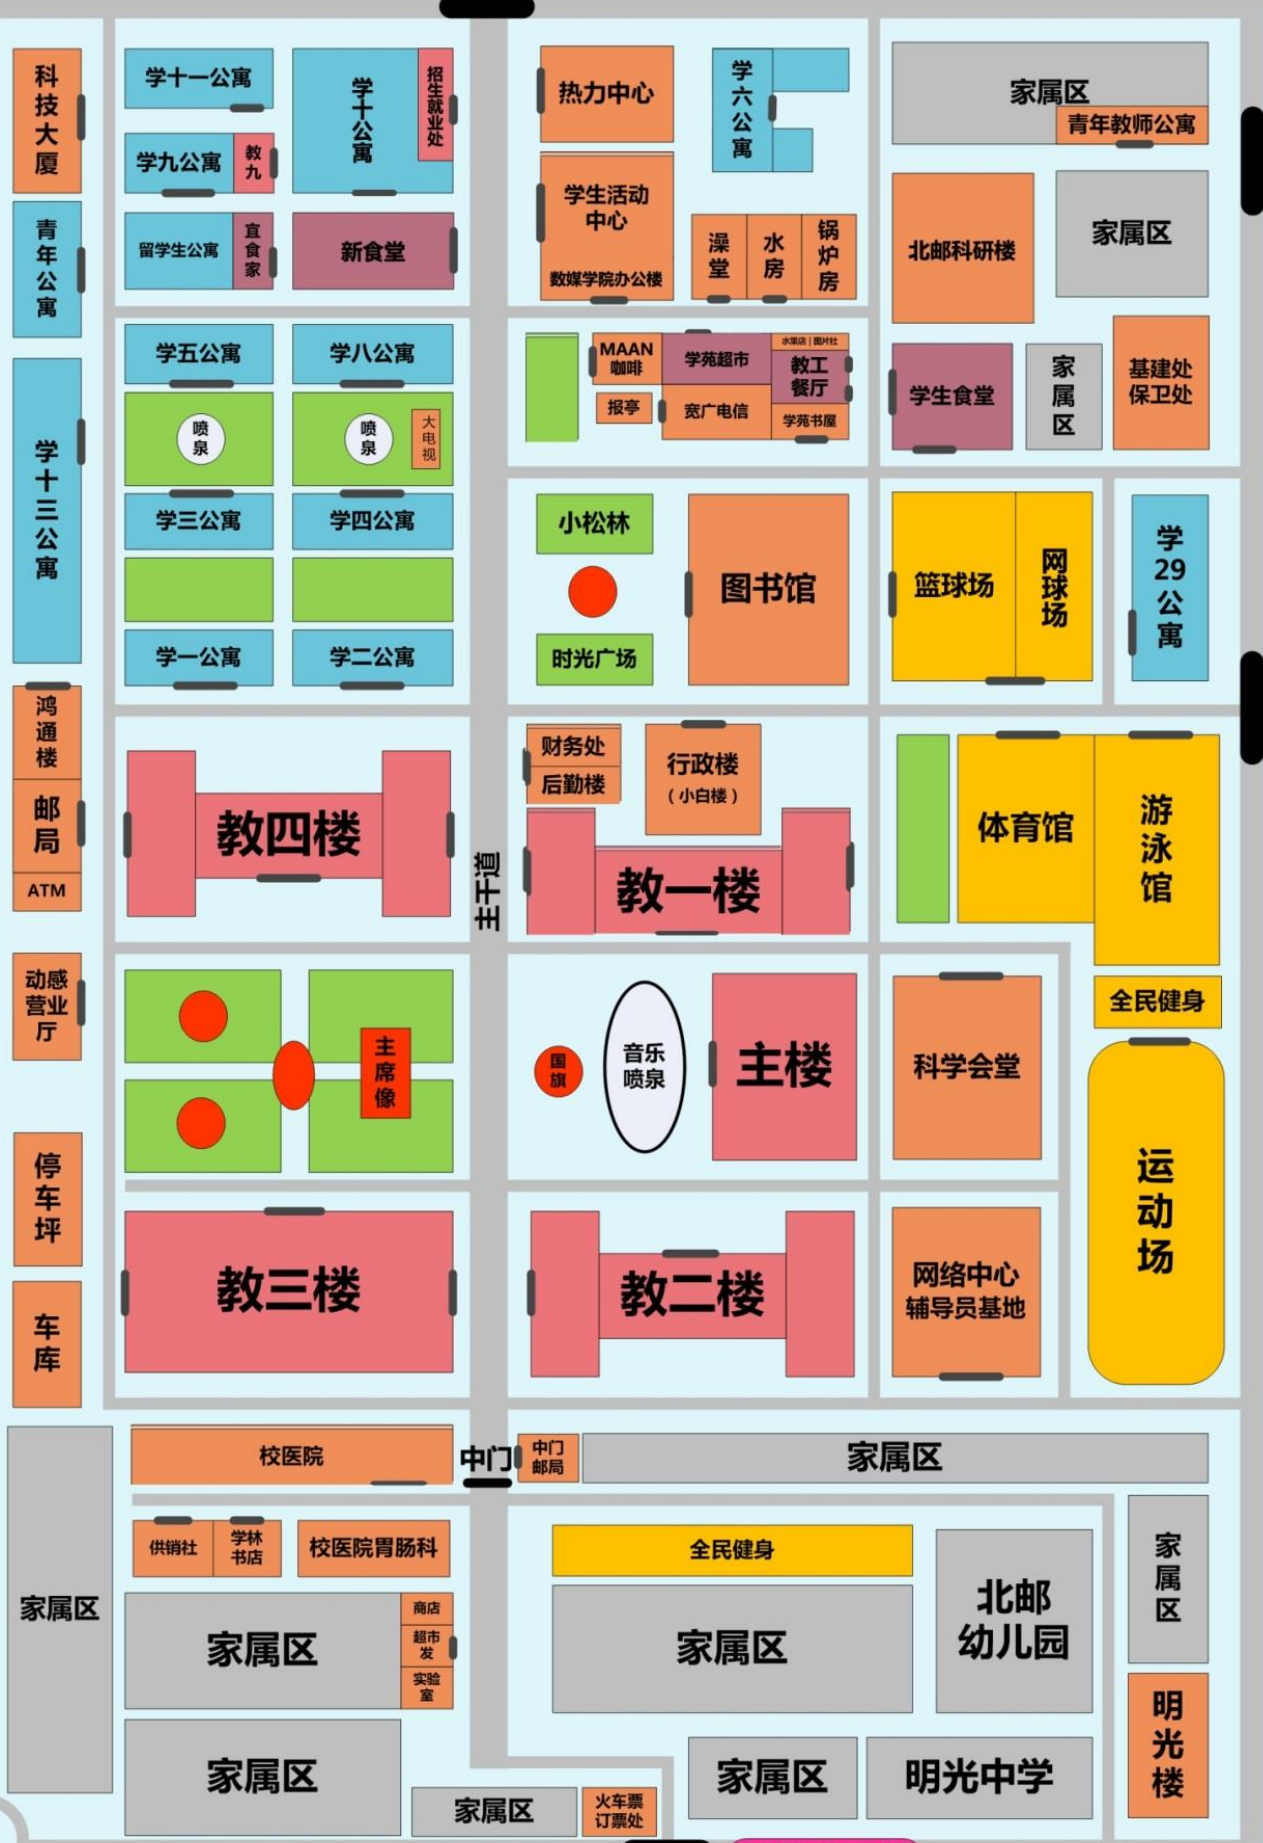 科技大厦
青年公寓
学十三公寓
鸿通楼
邮局
ATM
动感
营业
厅
停车坪
车库
家属区
学十一公寓
学十公寓
招生就业处
学九公寓
教九
留学生公寓
直食家
新食堂
学五公寓
学八公寓
喷泉
喷泉
大电视
学三公寓
学四公寓
学一公寓
学二公寓
教四楼
主席像
教三楼
主干道
热力中心
学六公寓
学生活动
中心
数媒学院办公楼
澡堂
水房
锅炉房
MAAN
咖啡
学苑超市
水果店 | 图片社
教工
餐厅
报亭
宽广电信
学苑书屋
小松林
图书馆
时光广场
财务处
后勤楼
行政楼
（小白楼）
教一楼
国旗
音乐
喷泉
主楼
教二楼
家属区
青年教师公寓
北邮科研楼
家属区
学生食堂
家属区
基建处
保卫处
篮球场
网球场
学29公寓
体育馆
游泳馆
全民健身
科学会堂
运动场
网络中心
辅导员基地
校医院
中门
中门
邮局
家属区
供销社
学林
书店
校医院胃肠科
全民健身
北邮
幼儿园
家属区
家属区
商店
超市
发
实验
室
家属区
明光楼
家属区
家属区
火车票
订票处
家属区
明光中学